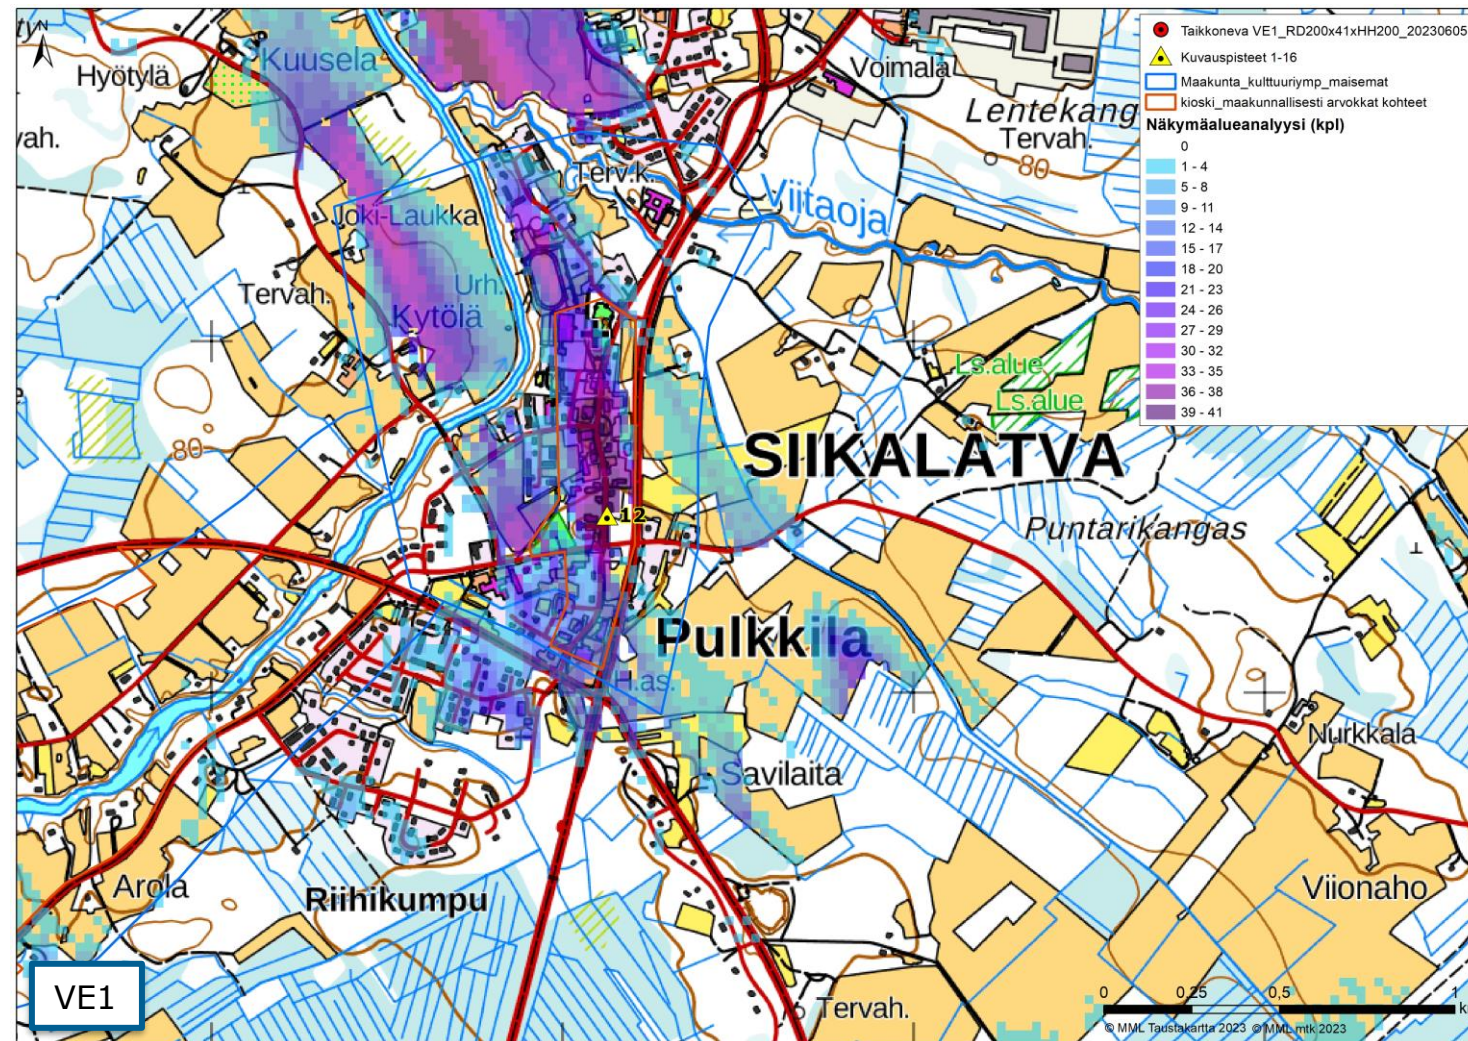 N
Hyötylä
Kuusela
Voimala
Lentekang
Tervah.
80
vah.
Terv.k.
Viitaoja
Joki-Laukka
Urh.
Tervah.
Kytölä
Ls.alue
Ls.alue
80
SIIKALATVA
12
Puntarikangas
Pulkkila
H.as.
Nurkkala
Savilaita
Arola
Riihikumpu
Viionaho
VE1
Tervah.
Taikkoneva VE1_RD200x41xHH200_20230605
Kuvauspisteet 1-16
Maakunta_kulttuuriymp_maisemat
kioski_maakunnallisesti arvokkat kohteet
Näkymäalueanalyysi (kpl)
0
1 - 4
5 - 8
9 - 11
12 - 14
15 - 17
18 - 20
21 - 23
24 - 26
27 - 29
30 - 32
33 - 35
36 - 38
39 - 41
0 0,25 0,5 1
© MML Taustakartta 2023 © MML mtk 2023